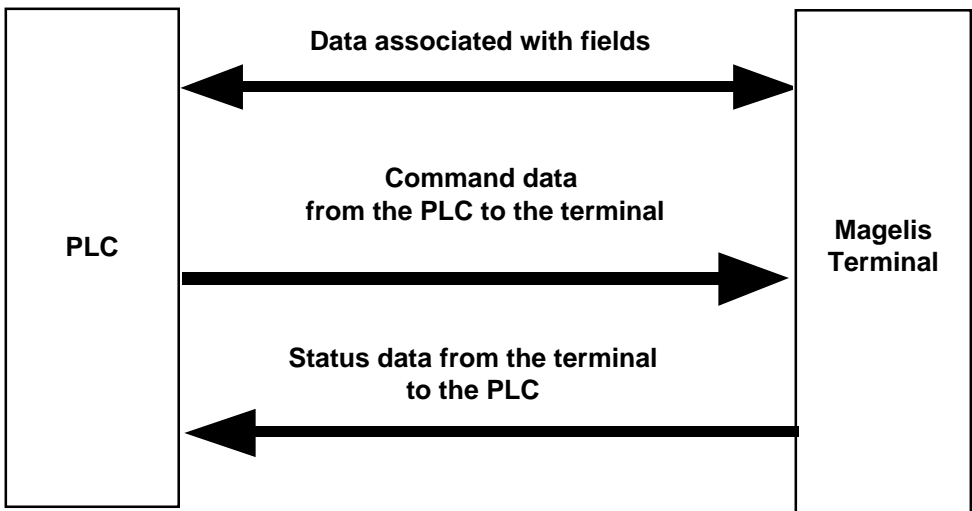 Data associated with fields
Command data
from the PLC to the terminal
PLC
Magelis
Terminal
Status data from the terminal
to the PLC